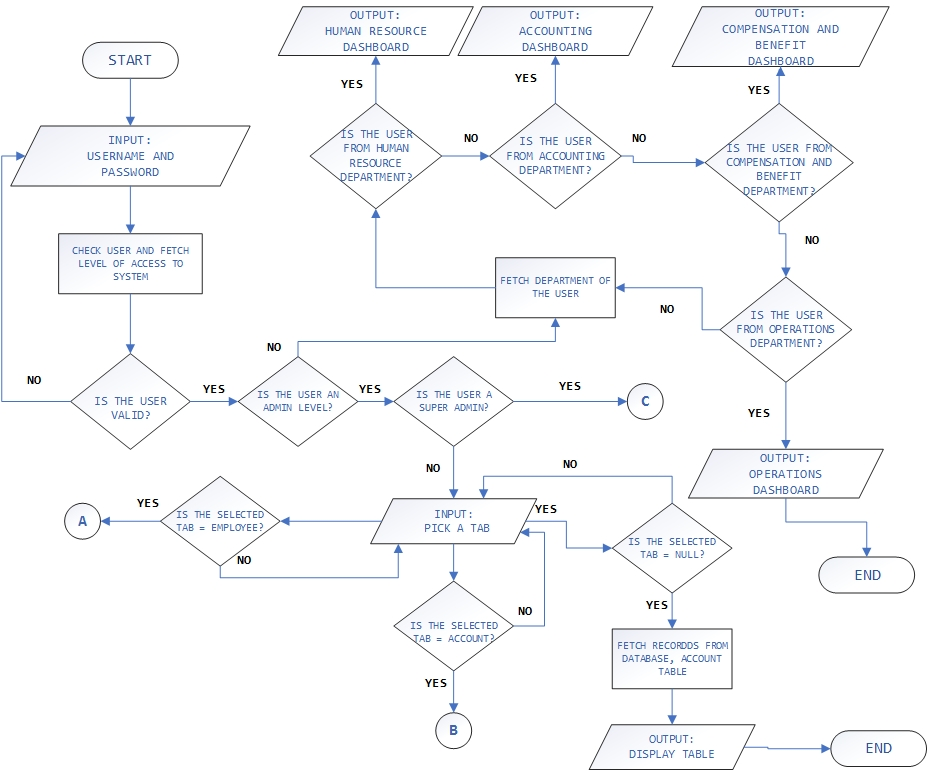 START
INPUT:
USERNAME AND
PASSWORD
CHECK USER AND FETCH
LEVEL OF ACCESS TO
SYSTEM
IS THE USER
VALID?
NO
YES
IS THE USER AN
ADMIN LEVEL?
NO
YES
IS THE USER A
SUPER ADMIN?
YES
C
NO
FETCH DEPARTMENT OF
THE USER
IS THE USER
FROM HUMAN
RESOURCE
DEPARTMENT?
YES
OUTPUT:
HUMAN RESOURCE
DASHBOARD
NO
IS THE USER
FROM ACCOUNTING
DEPARTMENT?
YES
OUTPUT:
ACCOUNTING
DASHBOARD
NO
IS THE USER FROM
COMPENSATION AND
BENEFIT
DEPARTMENT?
YES
OUTPUT:
COMPENSATION AND
BENEFIT
DASHBOARD
NO
IS THE USER
FROM OPERATIONS
DEPARTMENT?
NO
YES
OUTPUT:
OPERATIONS
DASHBOARD
END
INPUT:
PICK A TAB
IS THE SELECTED
TAB = EMPLOYEE?
YES
A
NO
IS THE SELECTED
TAB = ACCOUNT?
NO
YES
B
YES
IS THE SELECTED
TAB = NULL?
NO
YES
FETCH RECORDDS FROM
DATABASE, ACCOUNT
TABLE
OUTPUT:
DISPLAY TABLE
END